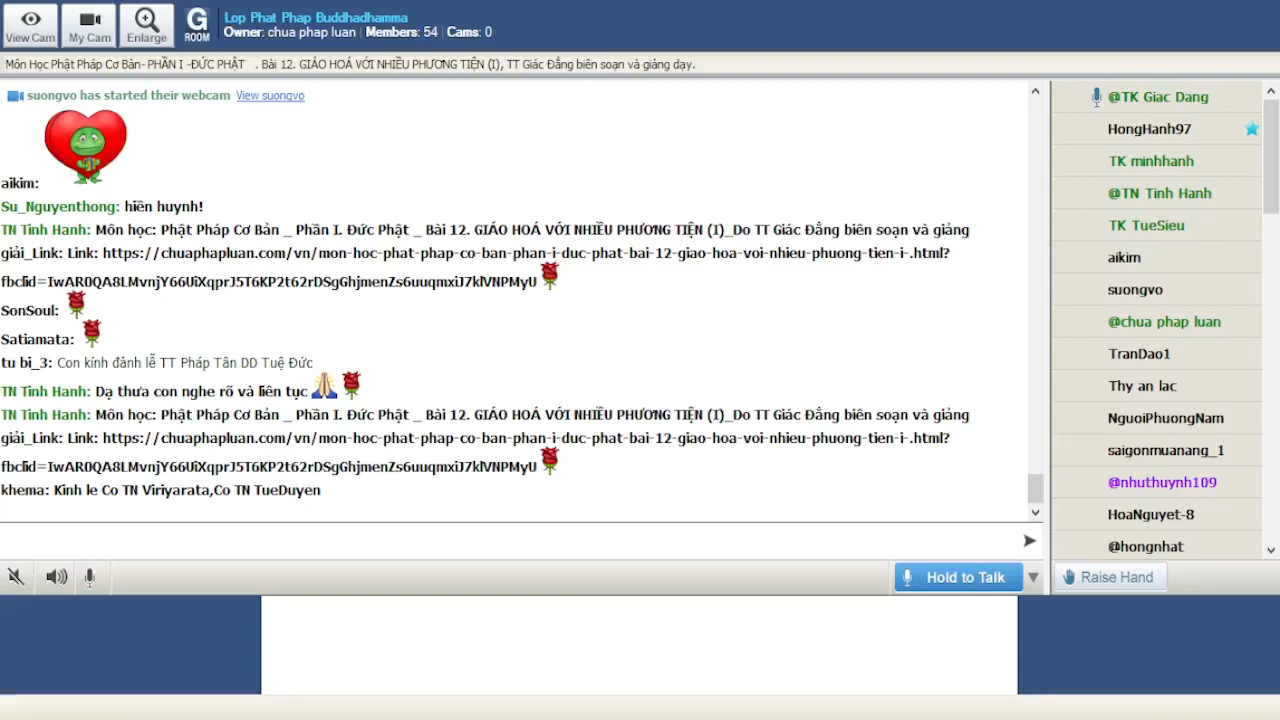 View Cam
My Cam
Enlarge
G
ROOM
Lop Phat Phap Buddhadhamma
Owner: chua phap luan | Members: 54 | Cams: 0
Môn Học Phật Pháp Cơ Bản- PHẦN I -ĐỨC PHẬT . Bài 12. GIÁO HOÁ VỚI NHIỀU PHƯƠNG TIỆN (I), TT Giác Đẳng biên soạn và giảng dạy.
suongvo has started their webcam View suongvo
aikim:
Su_Nguyenthong: hiền huynh!
TN Tinh Hanh: Môn học: Phật Pháp Cơ Bản _ Phần I. Đức Phật _ Bài 12. GIÁO HOÁ VỚI NHIỀU PHƯƠNG TIỆN (I)_Do TT Giác Đẳng biên soạn và giảng
giải_Link: Link: https://chuaphapluan.com/vn/mon-hoc-phat-phap-co-ban-phan-i-duc-phat-bai-12-giao-hoa-voi-nhieu-phuong-tien-i-.html?
fbclid=IwAR0QA8LMvnjY66UiXqprJ5T6KP2t62rDSgGhjmenZs6uuqmxiJ7klVNPMyU
SonSoul:
Satiamata:
tu bi_3: Con kính đảnh lễ TT Pháp Tân DD Tuệ Đức
TN Tinh Hanh: Dạ thưa con nghe rõ và liên tục
TN Tinh Hanh: Môn học: Phật Pháp Cơ Bản _ Phần I. Đức Phật _ Bài 12. GIÁO HOÁ VỚI NHIỀU PHƯƠNG TIỆN (I)_Do TT Giác Đẳng biên soạn và giảng
giải_Link: Link: https://chuaphapluan.com/vn/mon-hoc-phat-phap-co-ban-phan-i-duc-phat-bai-12-giao-hoa-voi-nhieu-phuong-tien-i-.html?
fbclid=IwAR0QA8LMvnjY66UiXqprJ5T6KP2t62rDSgGhjmenZs6uuqmxiJ7klVNPMyU
khema: Kinh le Co TN Viriyarata,Co TN TueDuyen
Hold to Talk
@TK Giac Dang
HongHanh97
TK minhhanh
@TN Tinh Hanh
TK TueSieu
aikim
suongvo
@chua phap luan
TranDao1
Thy an lac
NguoiPhuongNam
saigonmuanang_1
@nhuthuynh109
HoaNguyet-8
@hongnhat
Raise Hand